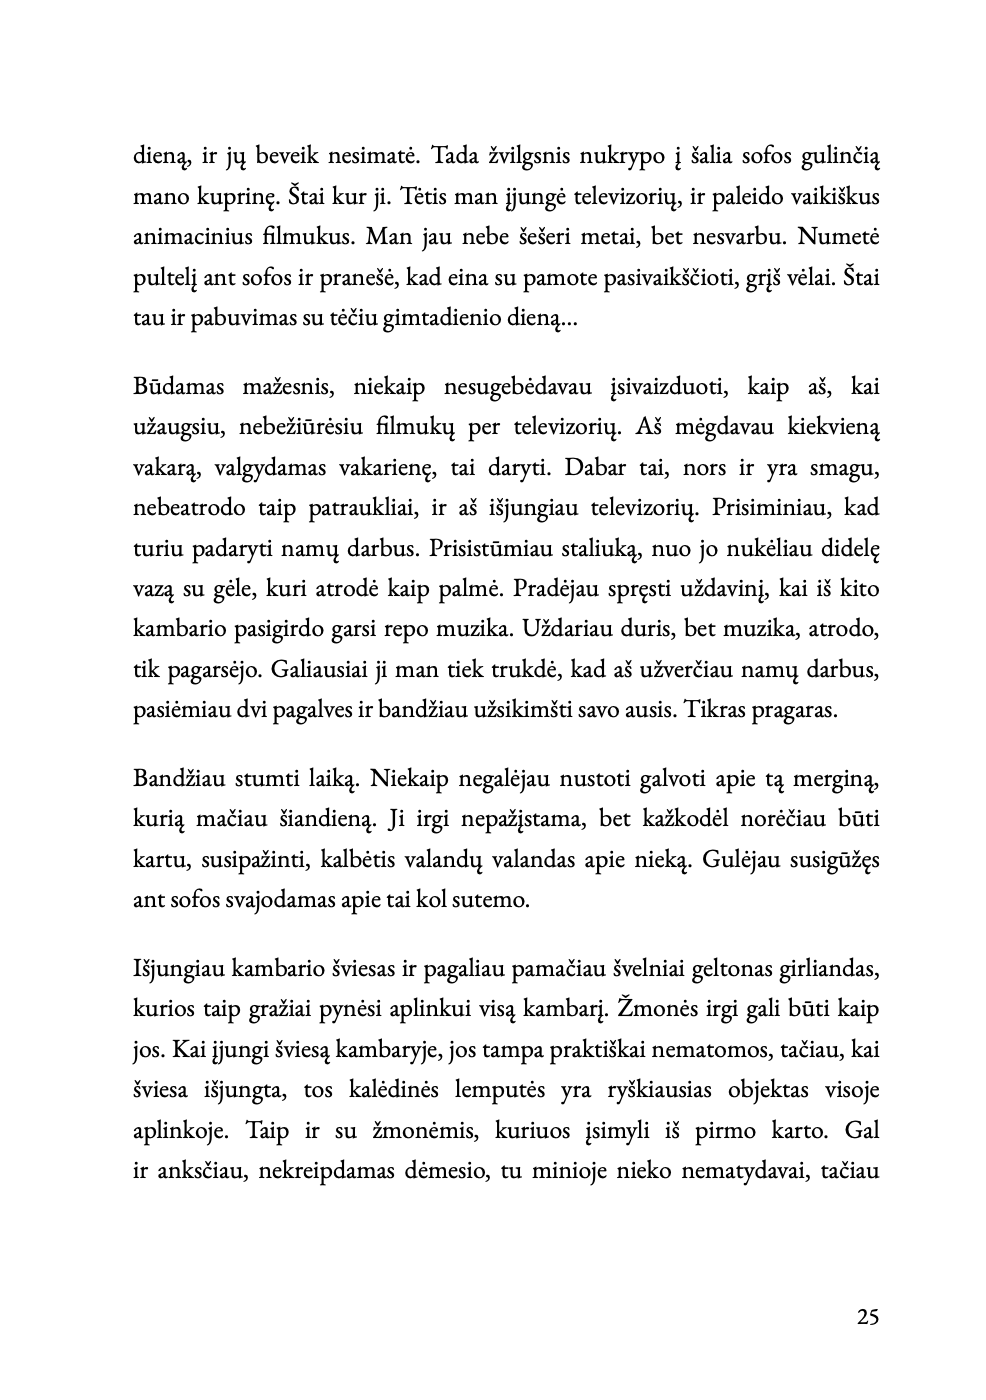 dieną, ir jų beveik nesimatė. Tada žvilgsnis nukrypo į šalia sofos gulinčią
mano kuprinę. Štai kur ji. Tėtis man įjungė televizorių, ir paleido vaikiškus
animacinius filmukus. Man jau nebe šešeri metai, bet nesvarbu. Numetė
pultelį ant sofos ir pranešė, kad eina su pamote pasivaikščioti, grįš vėlai. Štai
tau ir pabuvimas su tėčiu gimtadienio dieną...
Būdamas mažesnis, niekaip nesugebėdavau įsivaizduoti, kaip aš, kai
užaugsiu, nebežiūrėsiu filmukų per televizorių. Aš mėgdavau kiekvieną
vakarą, valgydamas vakarienę, tai daryti. Dabar tai, nors ir yra smagu,
nebeatrodo taip patraukliai, ir aš išjungiau televizorių. Prisiminiau, kad
turiu padaryti namų darbus. Prisistūmiau staliuką, nuo jo nukėliau didelę
vazą su gėle, kuri atrodė kaip palmė. Pradėjau spręsti uždavinį, kai iš kito
kambario pasigirdo garsi repo muzika. Uždariau duris, bet muzika, atrodo,
tik pagarsėjo. Galiausiai ji man tiek trukdė, kad aš užverčiau namų darbus,
pasiėmiau dvi pagalves ir bandžiau užsikimšti savo ausis. Tikras pragaras.
Bandžiau stumti laiką. Niekaip negalėjau nustoti galvoti apie tą merginą,
kurią mačiau šiandieną. Ji irgi nepažįstama, bet kažkodėl norėčiau būti
kartu, susipažinti, kalbėtis valandų valandas apie nieką. Gulėjau susigūžęs
ant sofos svajodamas apie tai kol sutemo.
Išjungiau kambario šviesas ir pagaliau pamačiau švelniai geltonas girliandas,
kurios taip gražiai pynėsi aplinkui visą kambarį. Žmonės irgi gali būti kaip
jos. Kai įjungi šviesą kambaryje, jos tampa praktiškai nematomos, tačiau, kai
šviesa išjungta, tos kalėdinės lemputės yra ryškiausias objektas visoje
aplinkoje. Taip ir su žmonėmis, kuriuos įsimyli iš pirmo karto. Gal
ir anksčiau, nekreipdamas dėmesio, tu minioje nieko nematydavai, tačiau
25